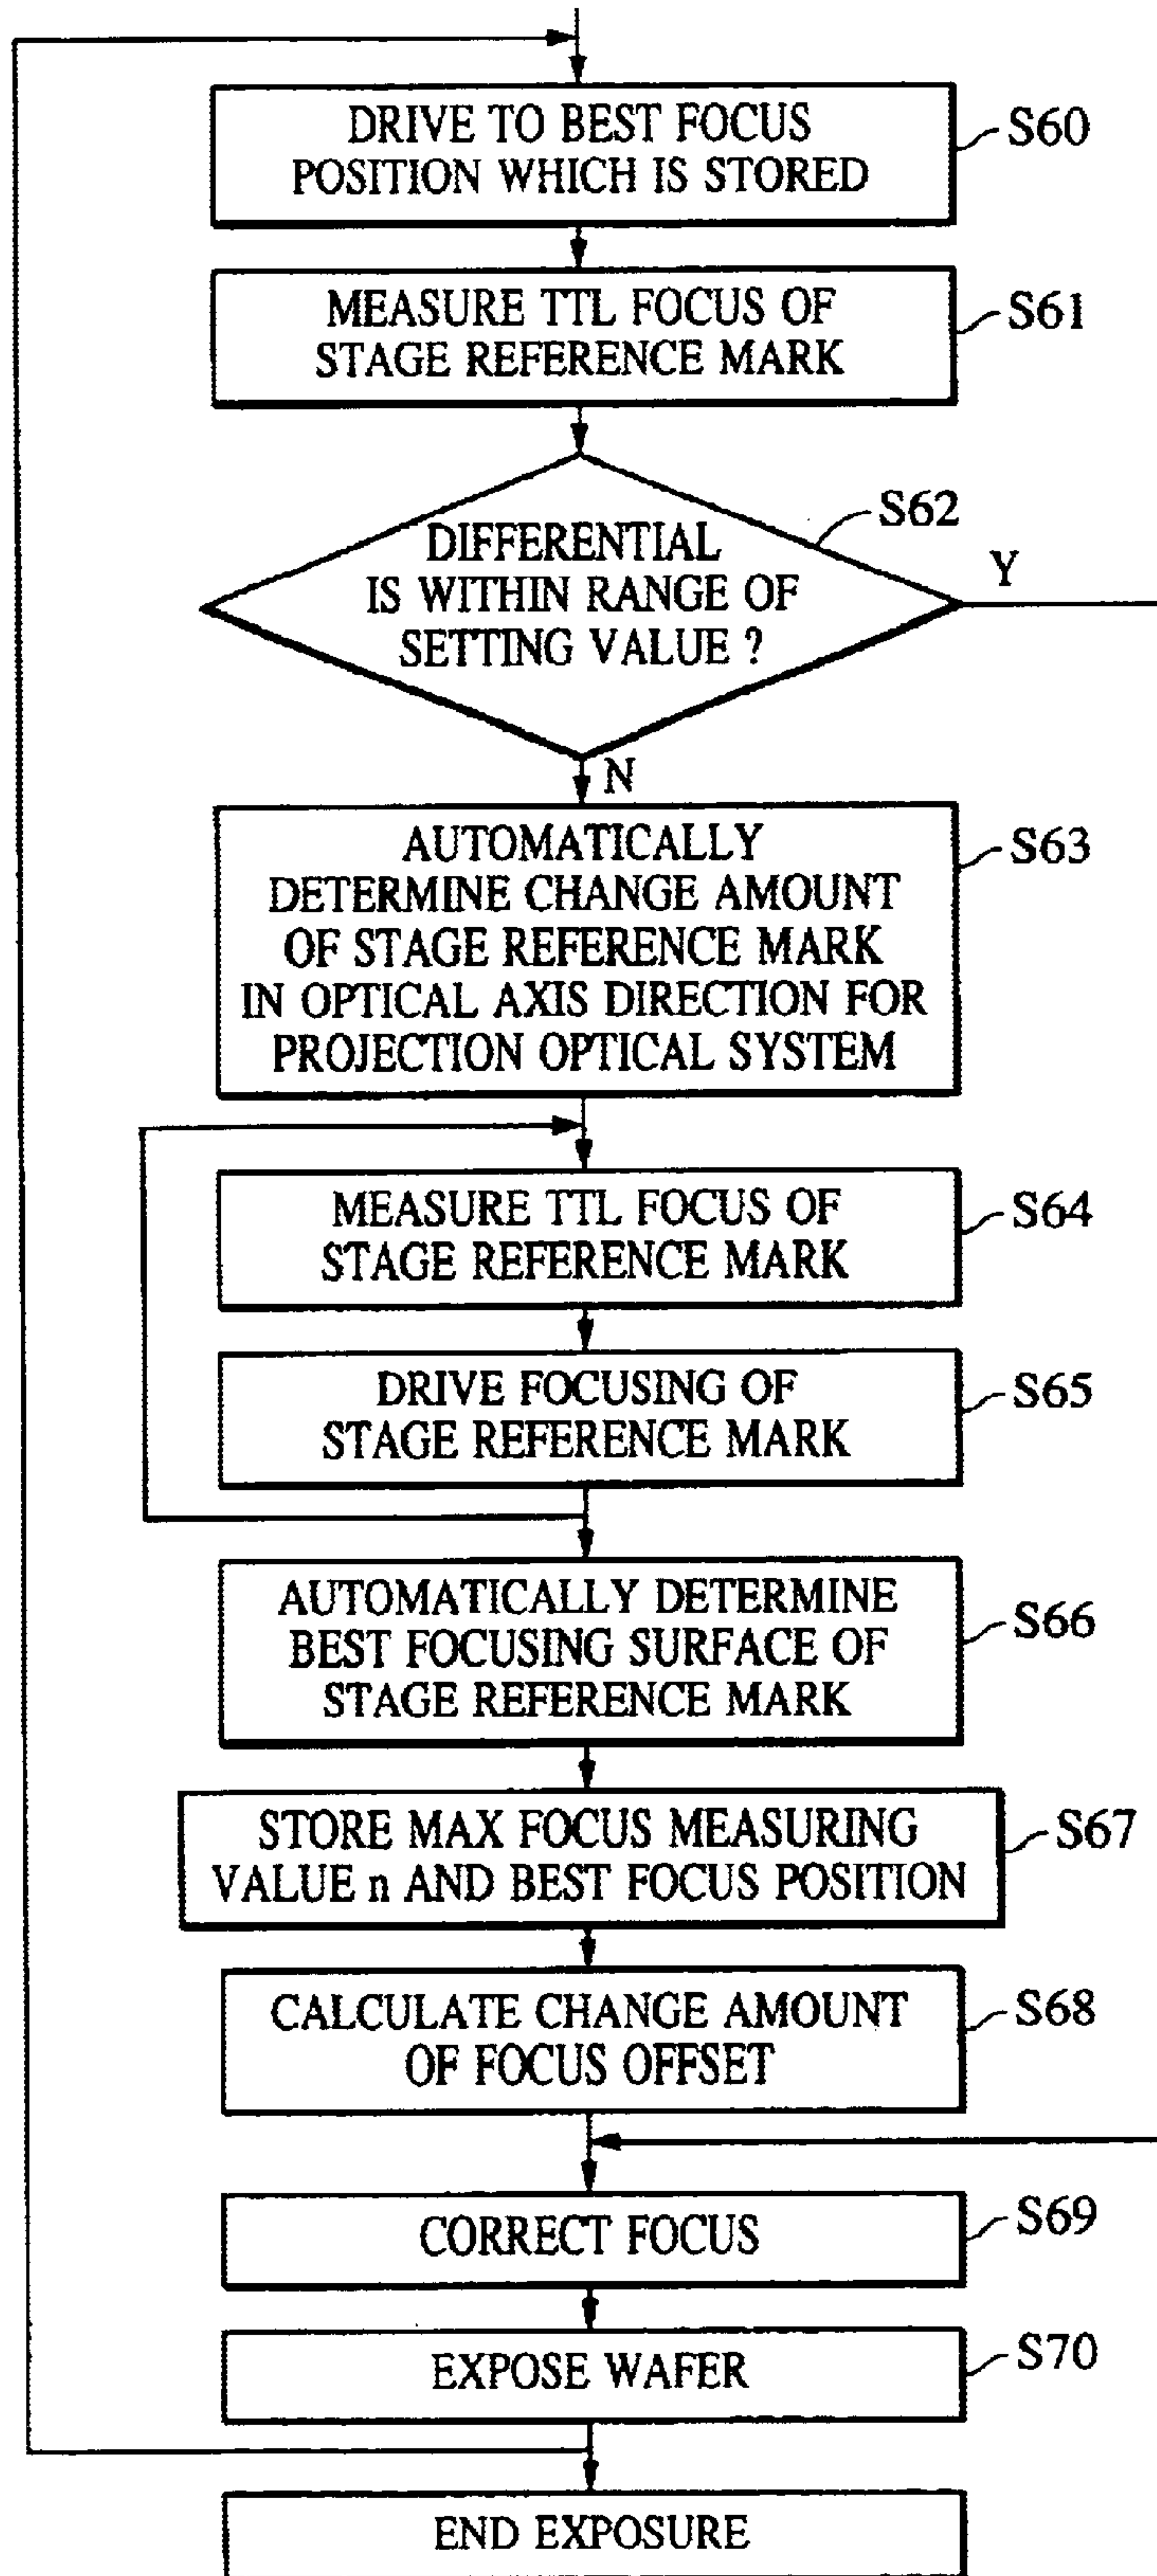 DRIVE TO BEST FOCUS
POSITION WHICH IS STORED
S60
MEASURE TTL FOCUS OF
STAGE REFERENCE MARK
S61
DIFFERENTIAL
IS WITHIN RANGE OF
SETTING VALUE ?
S62
Y
N
AUTOMATICALLY
DETERMINE CHANGE AMOUNT
OF STAGE REFERENCE MARK
IN OPTICAL AXIS DIRECTION FOR
PROJECTION OPTICAL SYSTEM
S63
MEASURE TTL FOCUS OF
STAGE REFERENCE MARK
S64
DRIVE FOCUSING OF
STAGE REFERENCE MARK
S65
AUTOMATICALLY DETERMINE
BEST FOCUSING SURFACE OF
STAGE REFERENCE MARK
S66
STORE MAX FOCUS MEASURING
VALUE n AND BEST FOCUS POSITION
S67
CALCULATE CHANGE AMOUNT
OF FOCUS OFFSET
S68
CORRECT FOCUS
S69
EXPOSE WAFER
S70
END EXPOSURE